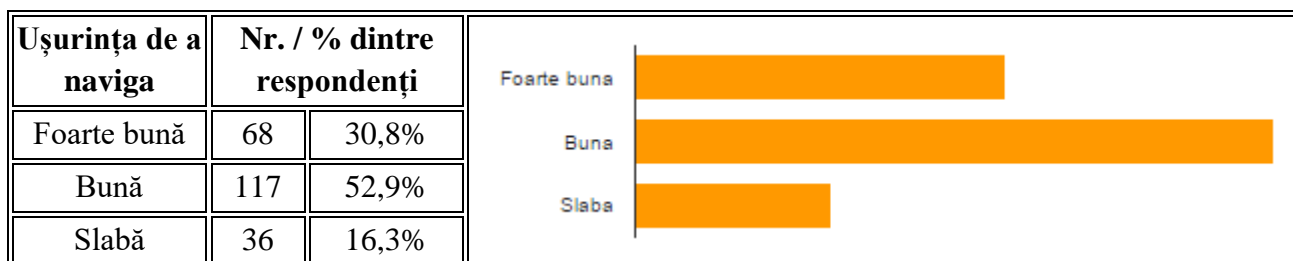 Ușurința de a naviga
Nr. / % dintre respondenți
Foarte bună 68 30,8%
Bună 117 52,9%
Slabă 36 16,3%
Foarte buna
Buna
Slaba